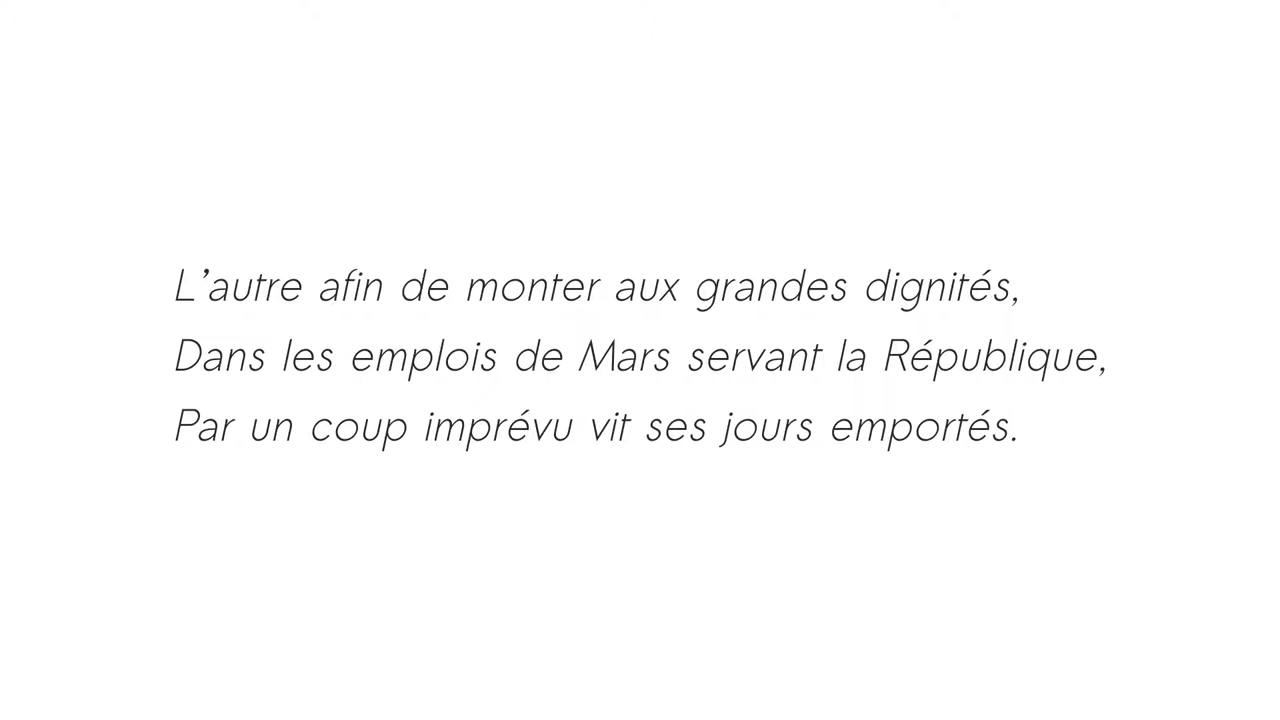 L’autre afin de monter aux grandes dignités,
Dans les emplois de Mars servant la République,
Par un coup imprévu vit ses jours emportés.